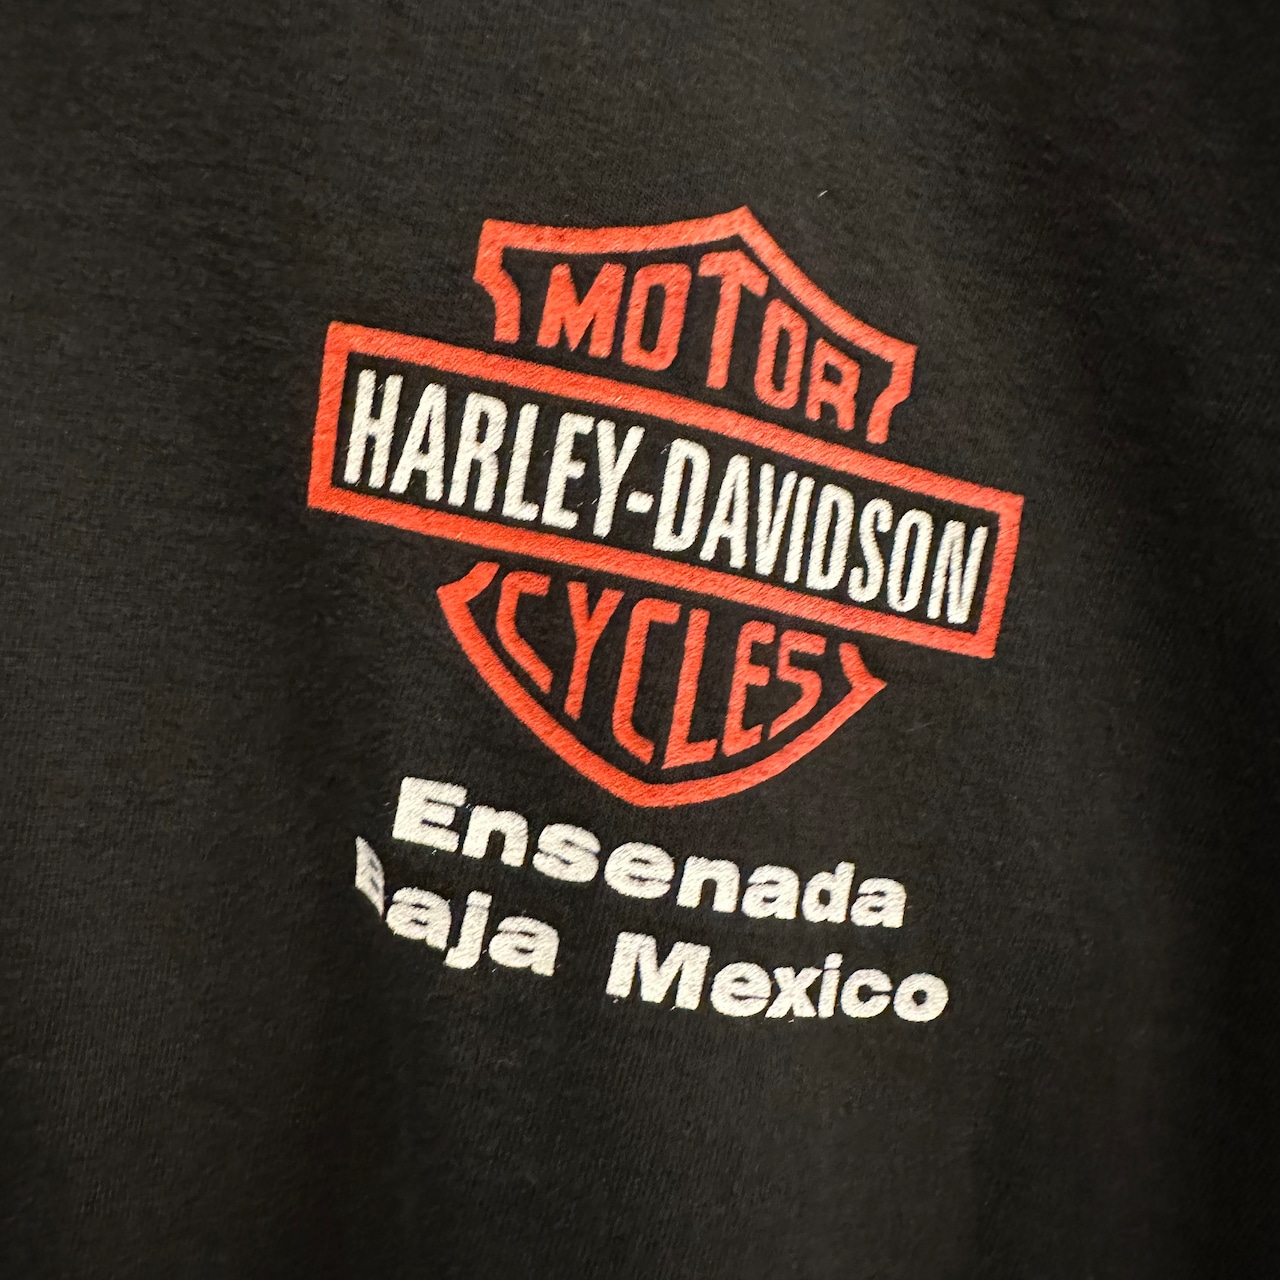 MOTOR
HARLEY-DAVIDSON
CYCLES
Ensenada
Baja Mexico